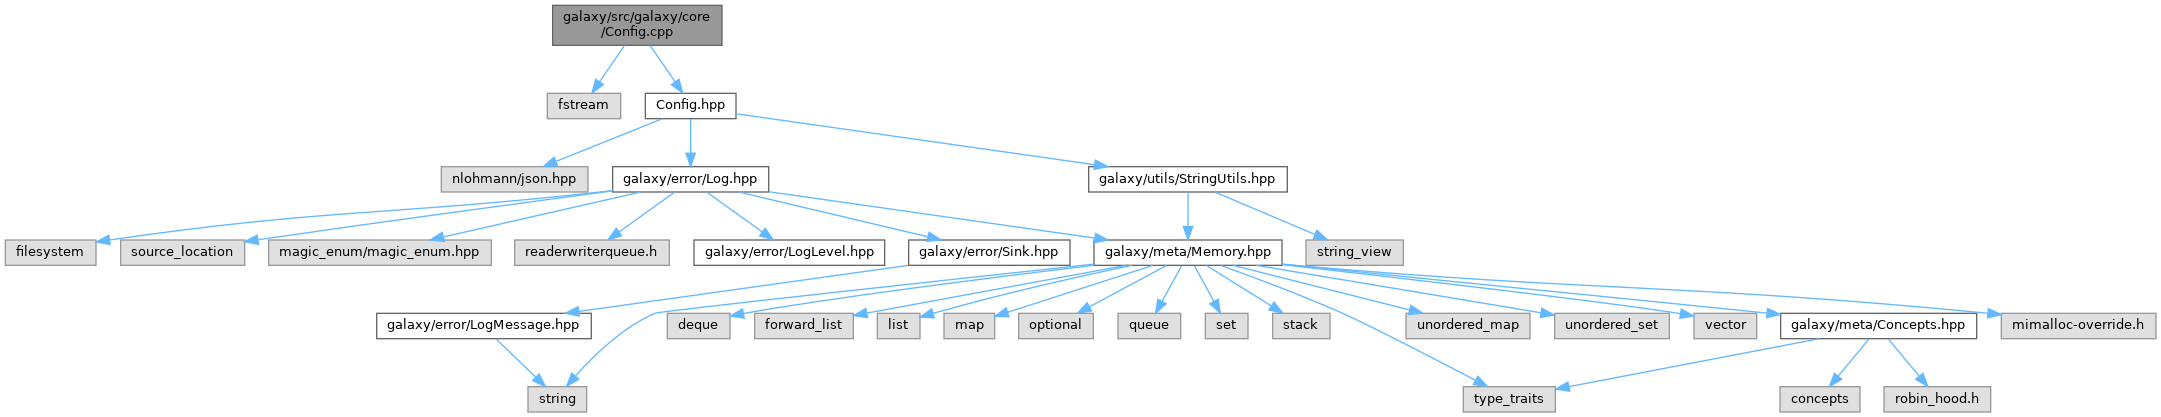 galaxy/src/galaxy/core
/Config.cpp
fstream
Config.hpp
nlohmann/json.hpp
galaxy/error/Log.hpp
galaxy/utils/StringUtils.hpp
filesystem
source_location
magic_enum/magic_enum.hpp
readerwriterqueue.h
galaxy/error/LogLevel.hpp
galaxy/error/Sink.hpp
galaxy/meta/Memory.hpp
string_view
galaxy/error/LogMessage.hpp
deque
forward_list
list
map
optional
queue
set
stack
unordered_map
unordered_set
vector
galaxy/meta/Concepts.hpp
mimalloc-override.h
string
type_traits
concepts
robin_hood.h